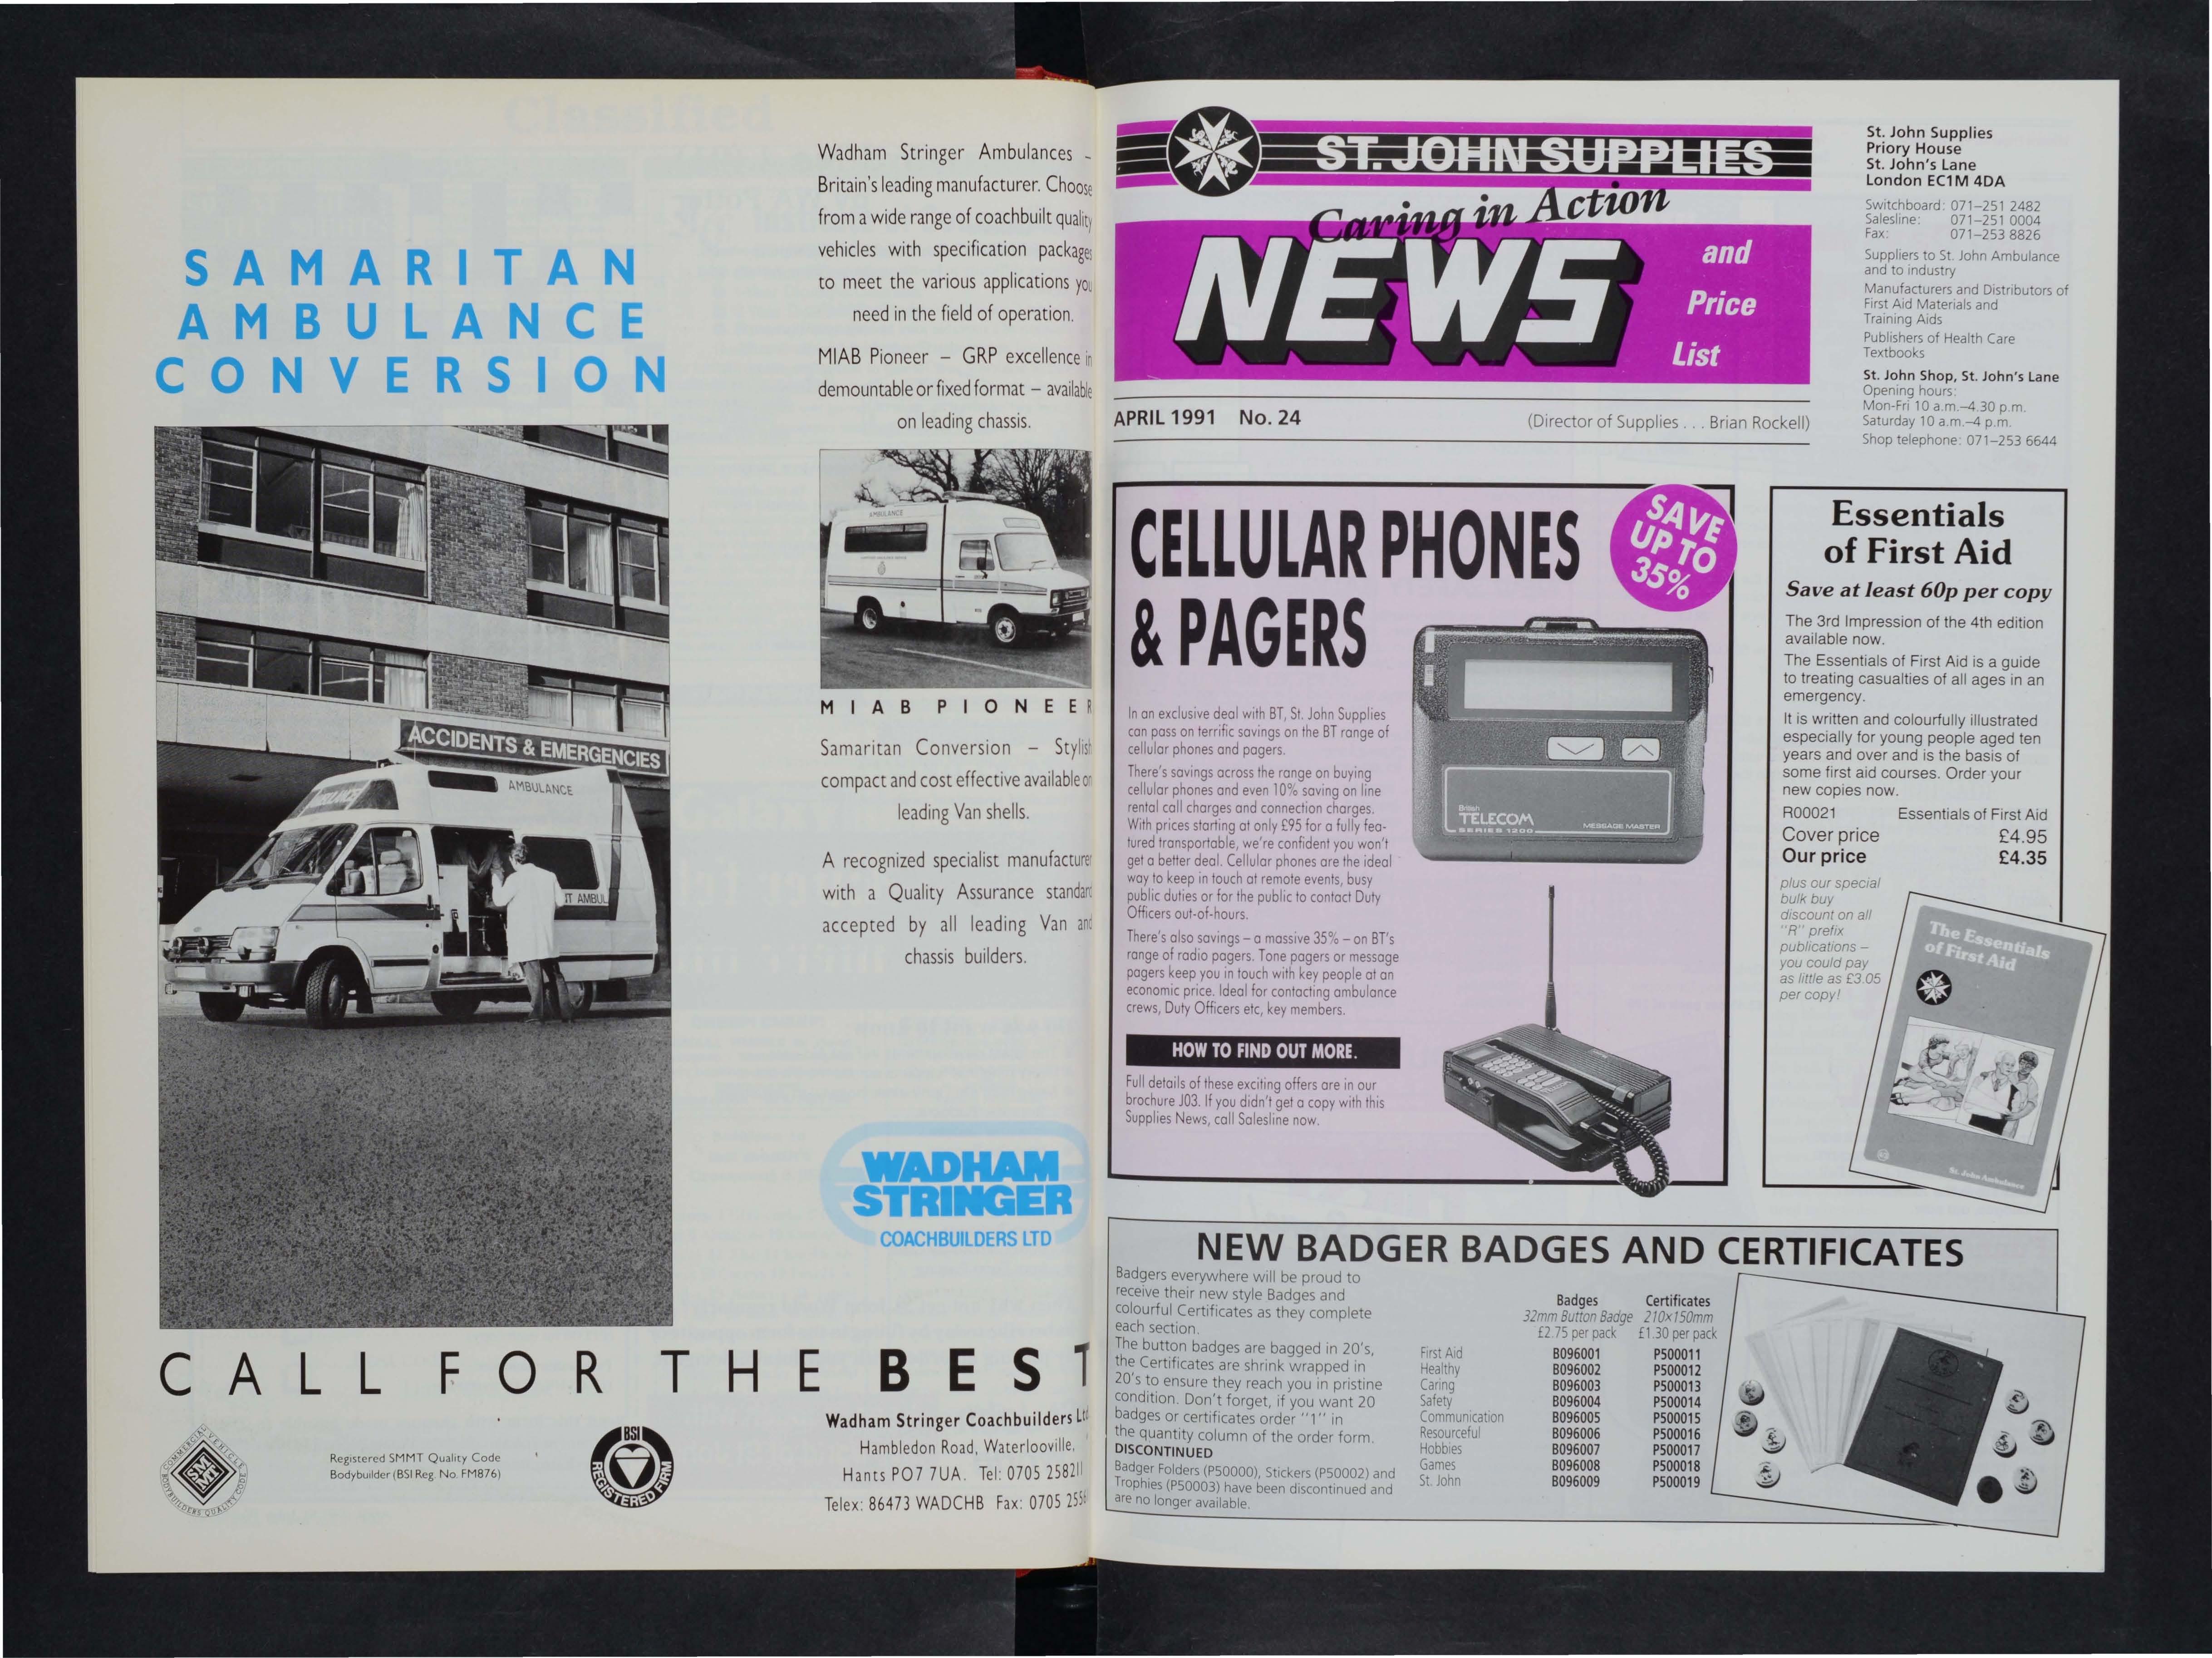 SAMARITAN
AMBULANCE
CONVERSION
ACCIDENTS & EMERGENCIES
AMBULANCE
Wadham Stringer Ambulances –
Britain's leading manufacturer. Choose
from a wide range of coachbuilt quality
vehicles with specification packages
to meet the various applications you
need in the field of operation.
MIAB Pioneer – GRP excellence in
demountable or fixed format – available
on leading chassis.
AMBULANCE
MIAB PIONEER
Samaritan Conversion – Stylish
compact and cost effective available on
leading Van shells.
A recognized specialist manufacturer
with a Quality Assurance standard
accepted by all leading Van and
chassis builders.
WADHAM
STRINGER
COACHBUILDERS LTD
CALL FOR THE BEST
COMMERCIAL VEHICLE
SMMT
BODYBUILDERS QUALITY CODE
Registered SMMT Quality Code
Bodybuilder (BSI Reg. No. FM876)
BSI
REGISTERED FIRM
Wadham Stringer Coachbuilders Ltd
Hambledon Road, Waterlooville,
Hants PO7 7UA. Tel: 0705 258211
Telex: 86473 WADCHB Fax: 0705 256
ST. JOHN SUPPLIES
Caring in Action
NEWS
and
Price
List
APRIL 1991 No. 24
(Director of Supplies . . . Brian Rockell)
St. John Supplies
Priory House
St. John's Lane
London EC1M 4DA
Switchboard: 071–251 2482
Salesline: 071–251 0004
Fax: 071–253 8826
Suppliers to St. John Ambulance
and to industry
Manufacturers and Distributors of
First Aid Materials and
Training Aids
Publishers of Health Care
Textbooks
St. John Shop, St. John's Lane
Opening hours:
Mon-Fri 10 a.m.–4.30 p.m.
Saturday 10 a.m.–4 p.m.
Shop telephone: 071–253 6644
CELLULAR PHONES
& PAGERS
SAVE
UP TO
35%
In an exclusive deal with BT, St. John Supplies
can pass on terrific savings on the BT range of
cellular phones and pagers.
There's savings across the range on buying
cellular phones and even 10% saving on line
rental call charges and connection charges.
With prices starting at only £95 for a fully fea-
tured transportable, we're confident you won't
get a better deal. Cellular phones are the ideal
way to keep in touch at remote events, busy
public duties or for the public to contact Duty
Officers out-of-hours.
There's also savings – a massive 35% – on BT's
range of radio pagers. Tone pagers or message
pagers keep you in touch with key people at an
economic price. Ideal for contacting ambulance
crews, Duty Officers etc, key members.
HOW TO FIND OUT MORE.
Full details of these exciting offers are in our
brochure J03. If you didn't get a copy with this
Supplies News, call Salesline now.
British
TELECOM
SERIES 1200
MESSAGE MASTER
Essentials
of First Aid
Save at least 60p per copy
The 3rd Impression of the 4th edition
available now.
The Essentials of First Aid is a guide
to treating casualties of all ages in an
emergency.
It is written and colourfully illustrated
especially for young people aged ten
years and over and is the basis of
some first aid courses. Order your
new copies now.
R00021 Essentials of First Aid
Cover price £4.95
Our price £4.35
plus our special
bulk buy
discount on all
"R" prefix
publications –
you could pay
as little as £3.05
per copy!
The Essentials
of First Aid
St. John Ambulance
NEW BADGER BADGES AND CERTIFICATES
Badgers everywhere will be proud to
receive their new style Badges and
colourful Certificates as they complete
each section.
The button badges are bagged in 20's,
the Certificates are shrink wrapped in
20's to ensure they reach you in pristine
condition. Don't forget, if you want 20
badges or certificates order "1" in
the quantity column of the order form.
DISCONTINUED
Badger Folders (P50000), Stickers (P50002) and
Trophies (P50003) have been discontinued and
are no longer available.
Badges Certificates
32mm Button Badge 210×150mm
£2.75 per pack £1.30 per pack
First Aid B096001 P500011
Healthy B096002 P500012
Caring B096003 P500013
Safety B096004 P500014
Communication B096005 P500015
Resourceful B096006 P500016
Hobbies B096007 P500017
Games B096008 P500018
St. John B096009 P500019